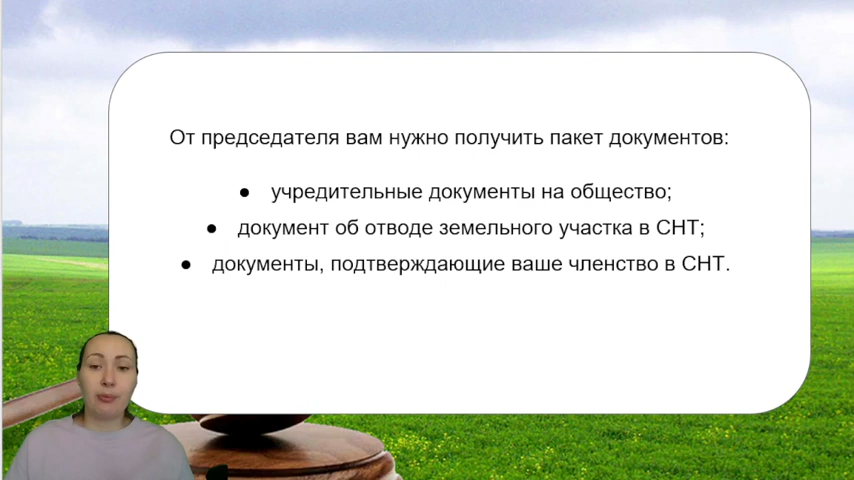 От председателя вам нужно получить пакет документов:
● учредительные документы на общество;
● документ об отводе земельного участка в СНТ;
● документы, подтверждающие ваше членство в СНТ.